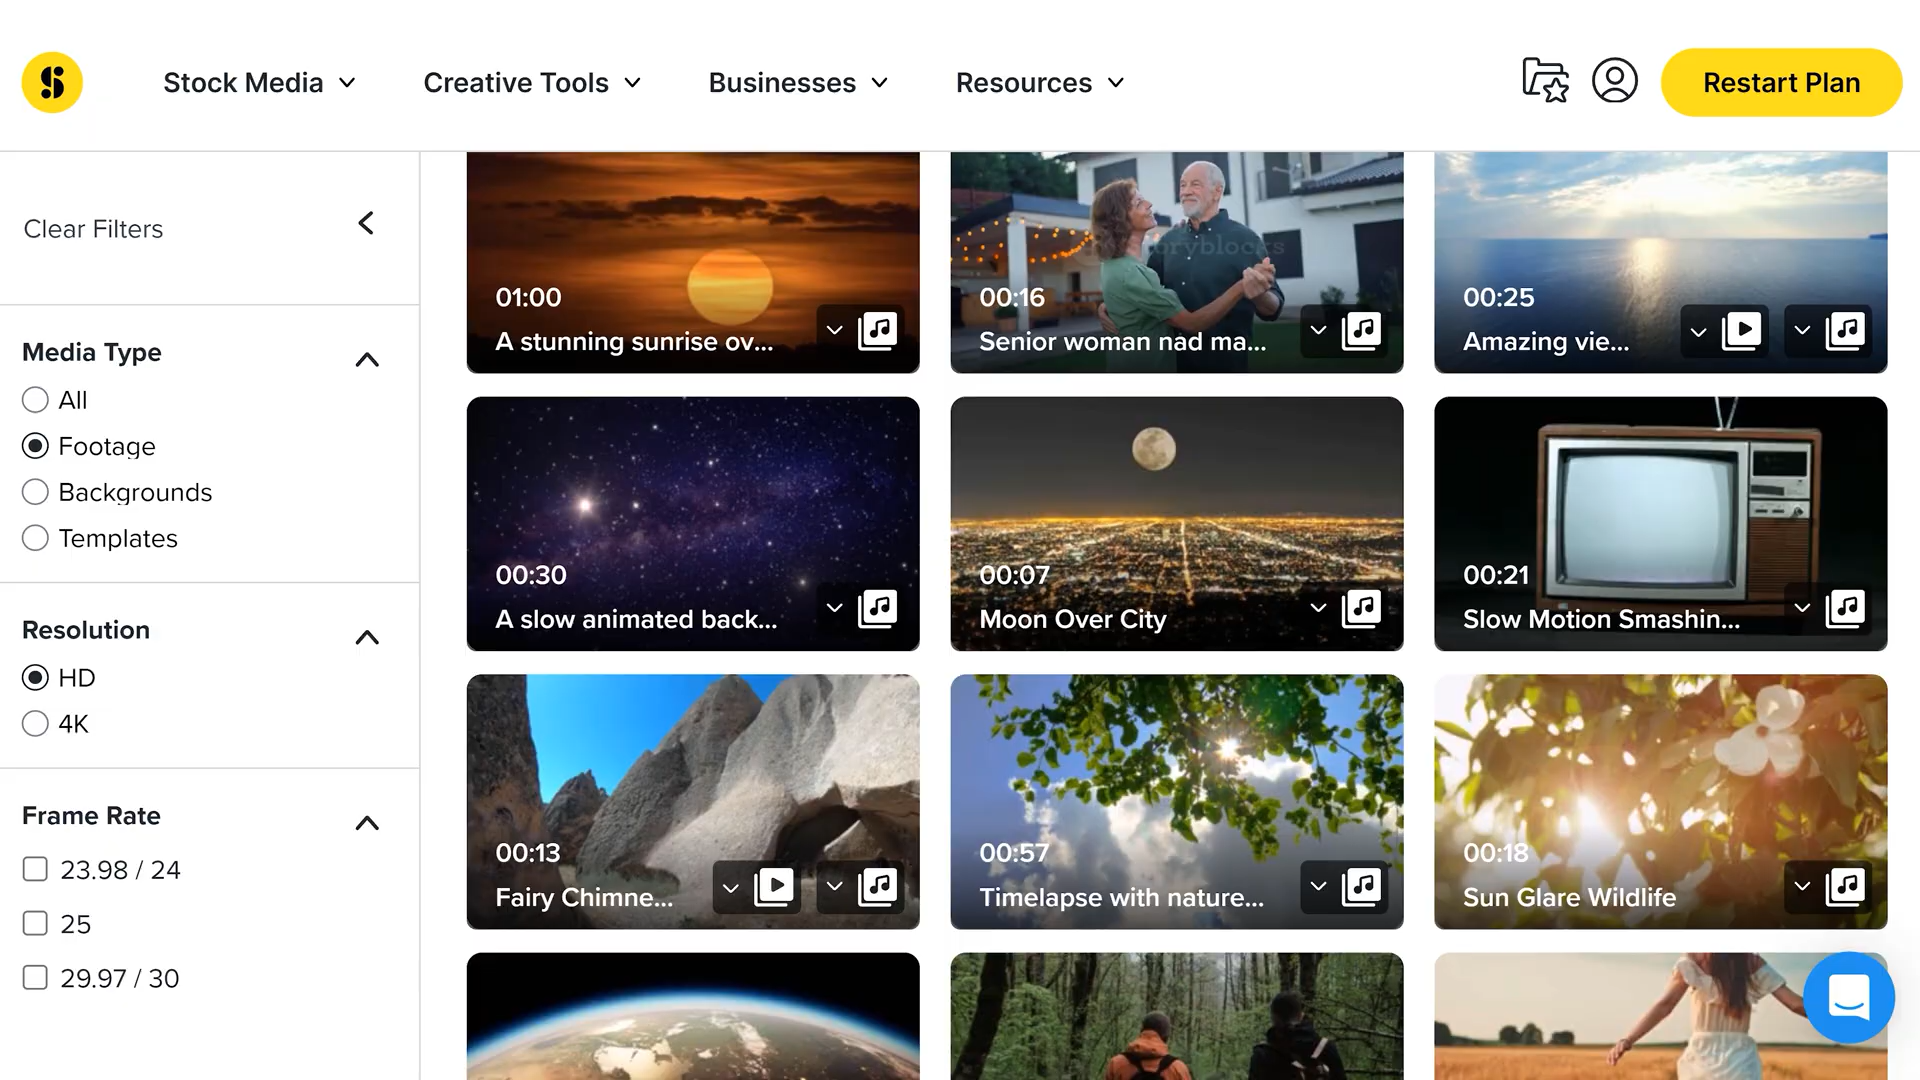 Stock Media
Creative Tools
Businesses
Resources
Restart Plan
Clear Filters
Media Type
All
Footage
Backgrounds
Templates
Resolution
HD
4K
Frame Rate
23.98 / 24
25
29.97 / 30
01:00
A stunning sunrise ov...
storyblocks
00:16
Senior woman nad ma...
00:25
Amazing vie...
00:30
A slow animated back...
00:07
Moon Over City
00:21
Slow Motion Smashin...
00:13
Fairy Chimne...
00:57
Timelapse with nature...
00:18
Sun Glare Wildlife